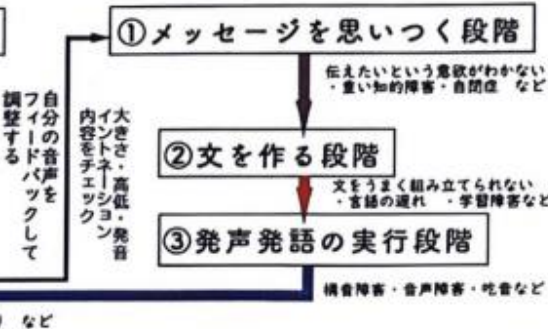 ①メッセージを思いつく段階
伝えたいという意欲がわかない
・重い知的障害・自閉症 など
自分の音声を
フィードバックして
調整する
大きさ・高低・発音
イントネーション
内容をチェック
②文を作る段階
文をうまく組み立てられない
・言語の遅れ ・学習障害など
③発声発語の実行段階
構音障害・音声障害・吃音など
） など